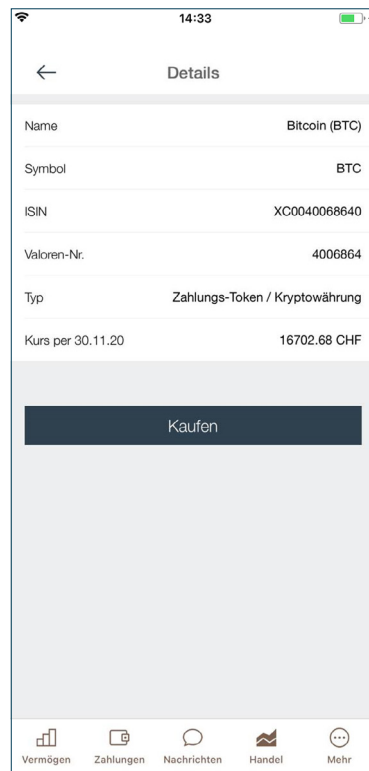 14:33
Details
Name Bitcoin (BTC)
Symbol BTC
ISIN XC0040068640
Valoren-Nr. 4006864
Typ Zahlungs-Token / Kryptowährung
Kurs per 30.11.20 16702.68 CHF
Kaufen
Vermögen Zahlungen Nachrichten Handel Mehr